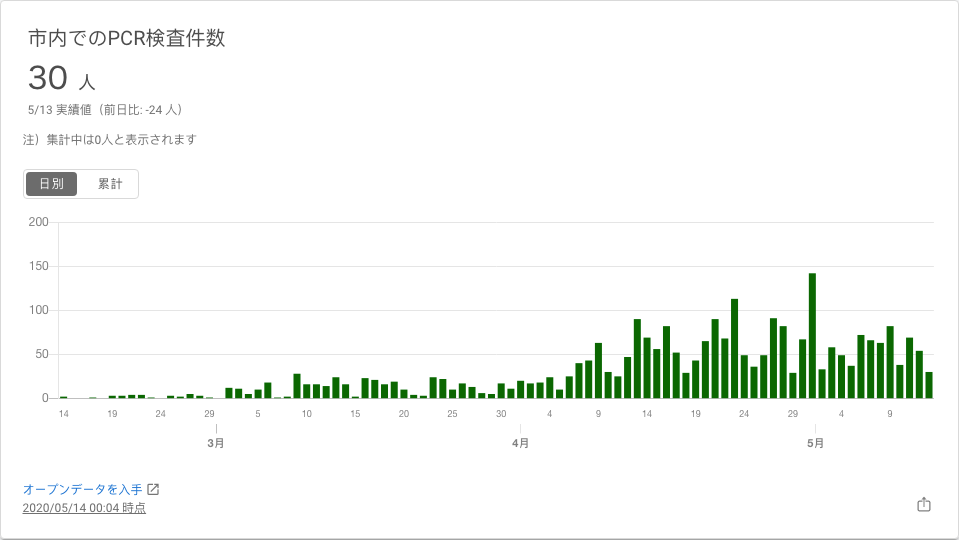 市内でのPCR検査件数
30 人
5/13 実績値（前日比: -24 人）
注）集計中は0人と表示されます
日別 累計
200
150
100
50
0
14 19 24 29 5 10 15 20 25 30 4 9 14 19 24 29 4 9
3月 4月 5月
オープンデータを入手
2020/05/14 00:04 時点